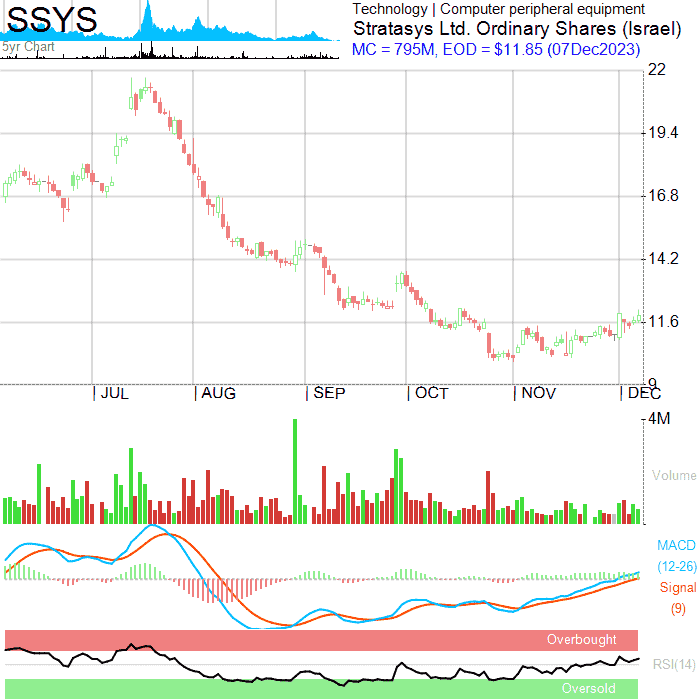 SSYS
5yr Chart
Technology | Computer peripheral equipment
Stratasys Ltd. Ordinary Shares (Israel)
MC = 795M, EOD = $11.85 (07Dec2023)
22
19.4
16.8
14.2
11.6
9
JUL AUG SEP OCT NOV DEC
4M
Volume
MACD
(12-26)
Signal
(9)
Overbought
RSI(14)
Oversold